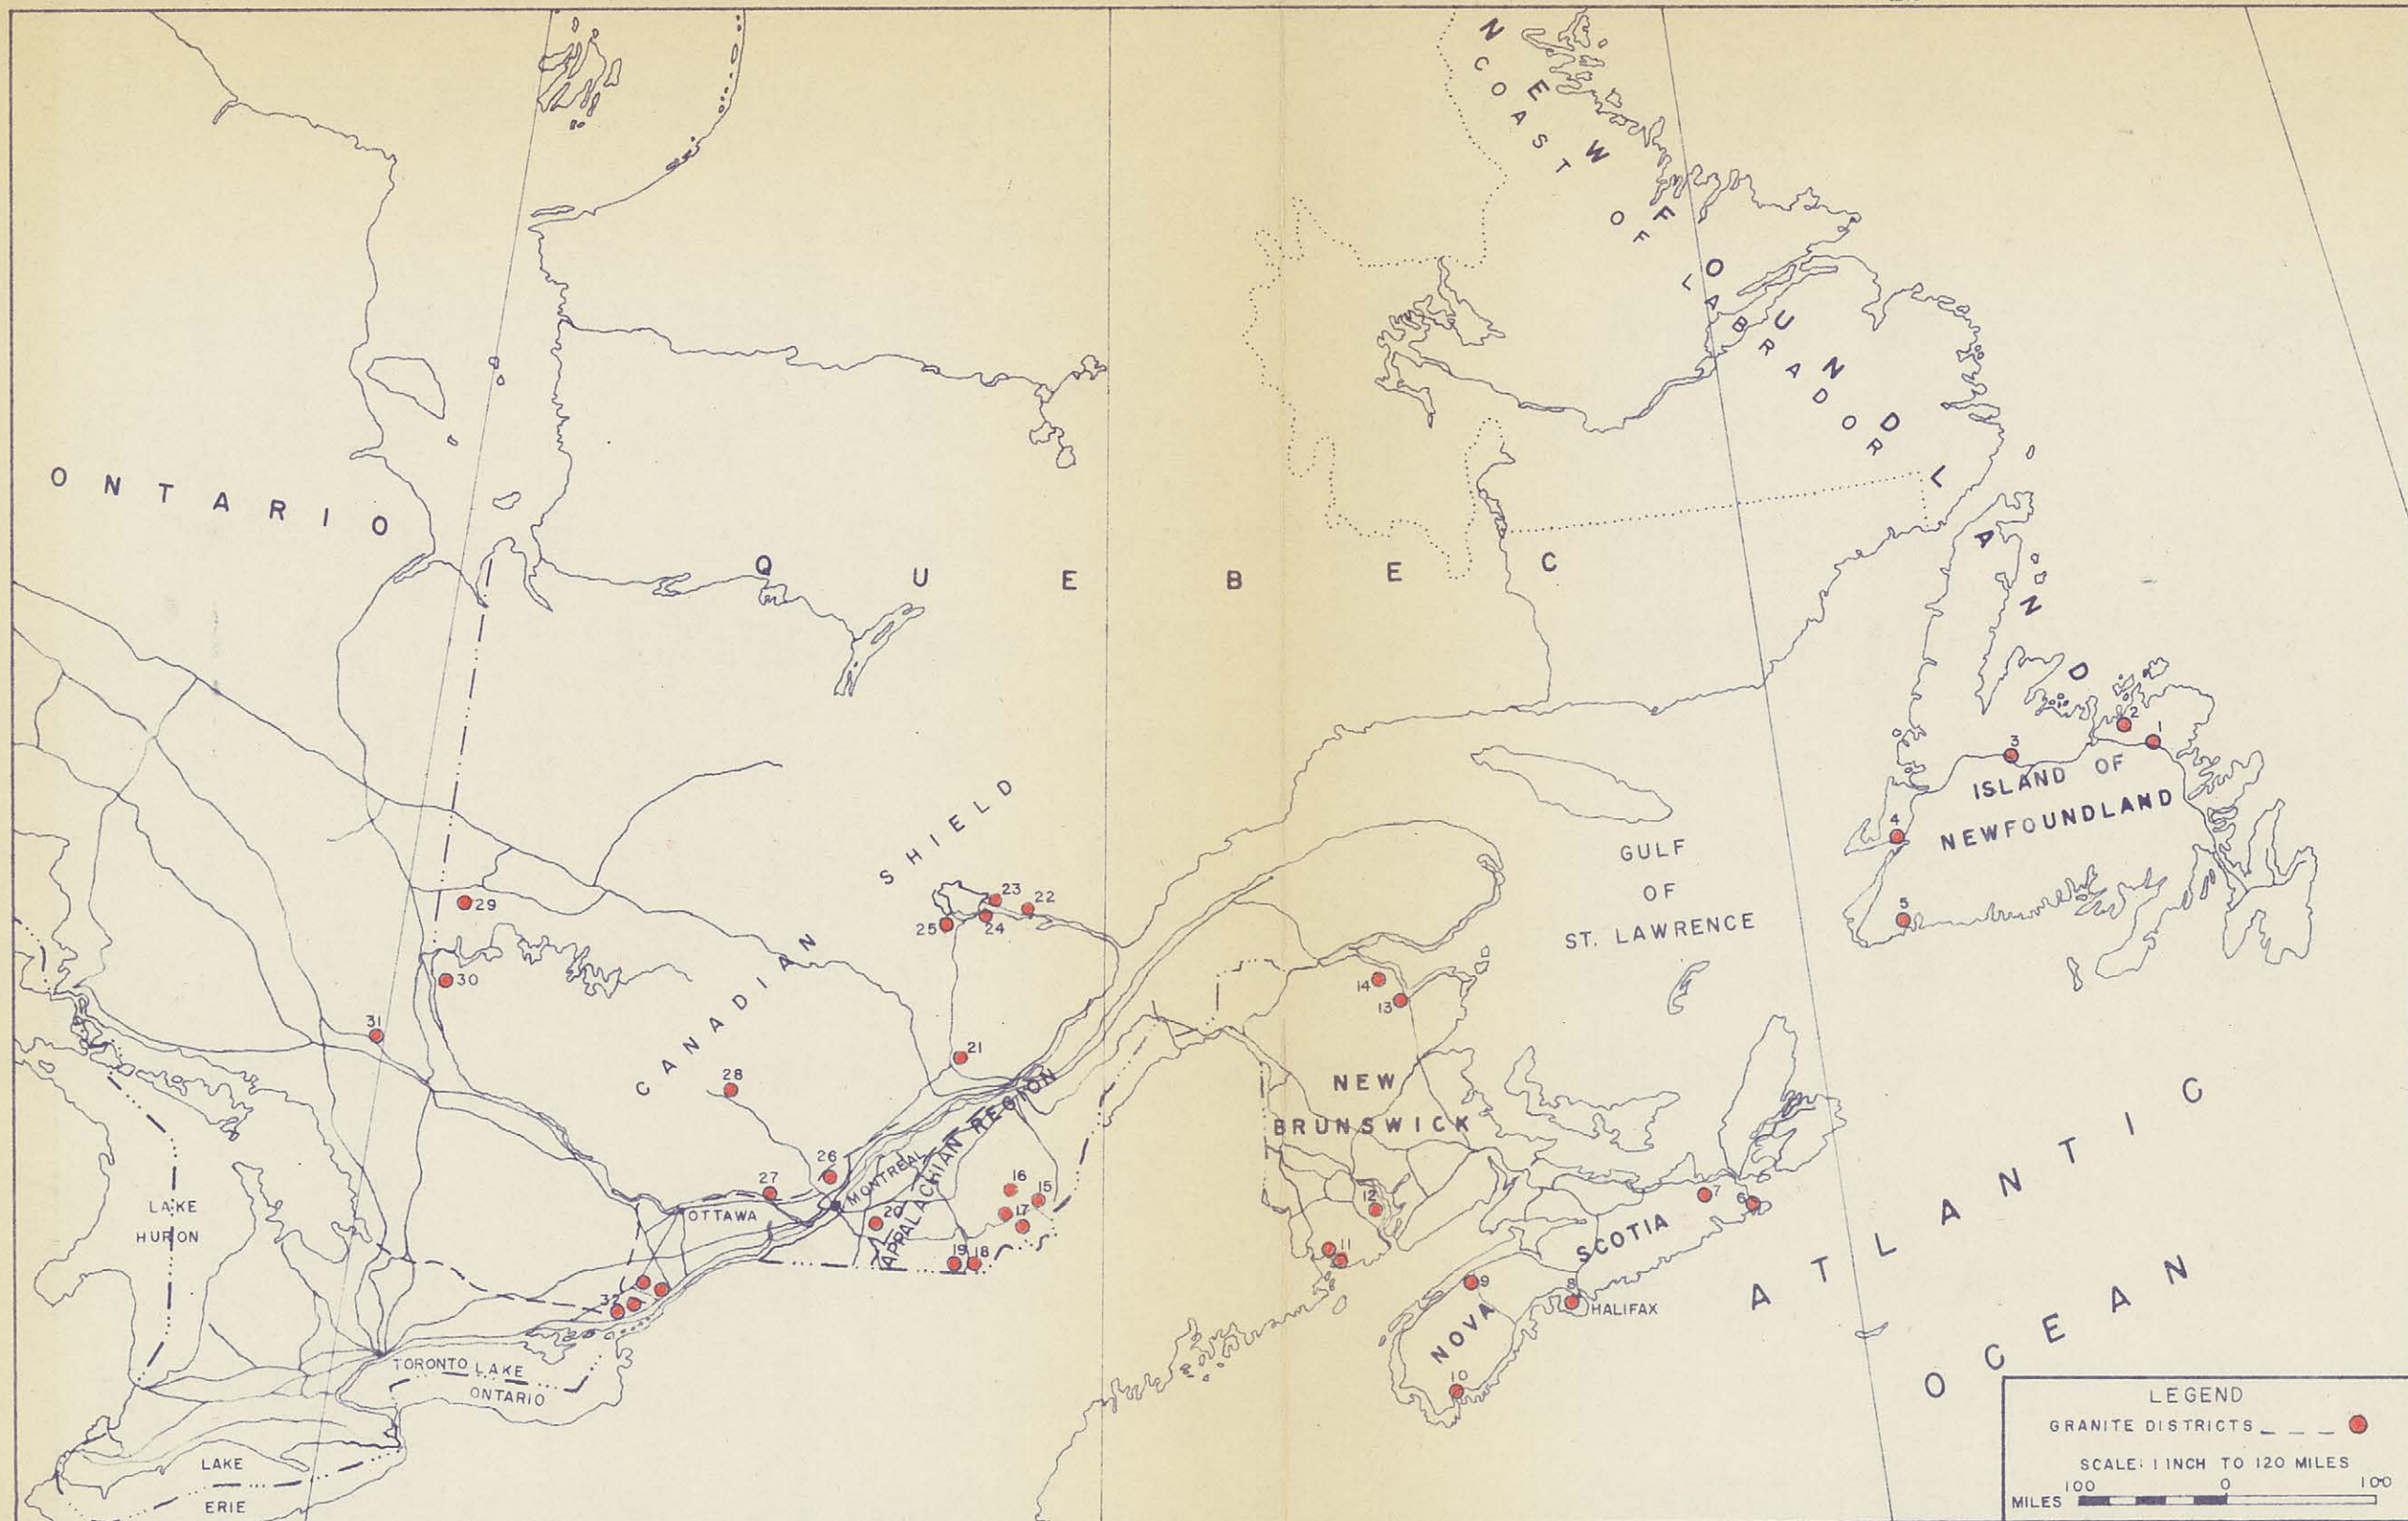 NEWFOUNDLAND
COAST OF LABRADOR
ONTARIO
QUEBEC
CANADIAN SHIELD
APPALACHIAN REGION
GULF
OF
ST. LAWRENCE
ISLAND OF
NEWFOUNDLAND
1
2
3
4
5
NEW
BRUNSWICK
NOVA SCOTIA
HALIFAX
6
7
8
9
10
11
12
13
14
15
16
17
18
19
20
21
22
23
24
25
26
27
28
29
30
31
32
MONTREAL
OTTAWA
TORONTO
LAKE
ONTARIO
LAKE
HURON
LAKE
ERIE
ATLANTIC
OCEAN
LEGEND
GRANITE DISTRICTS
SCALE: 1 INCH TO 120 MILES
100 0 100
MILES